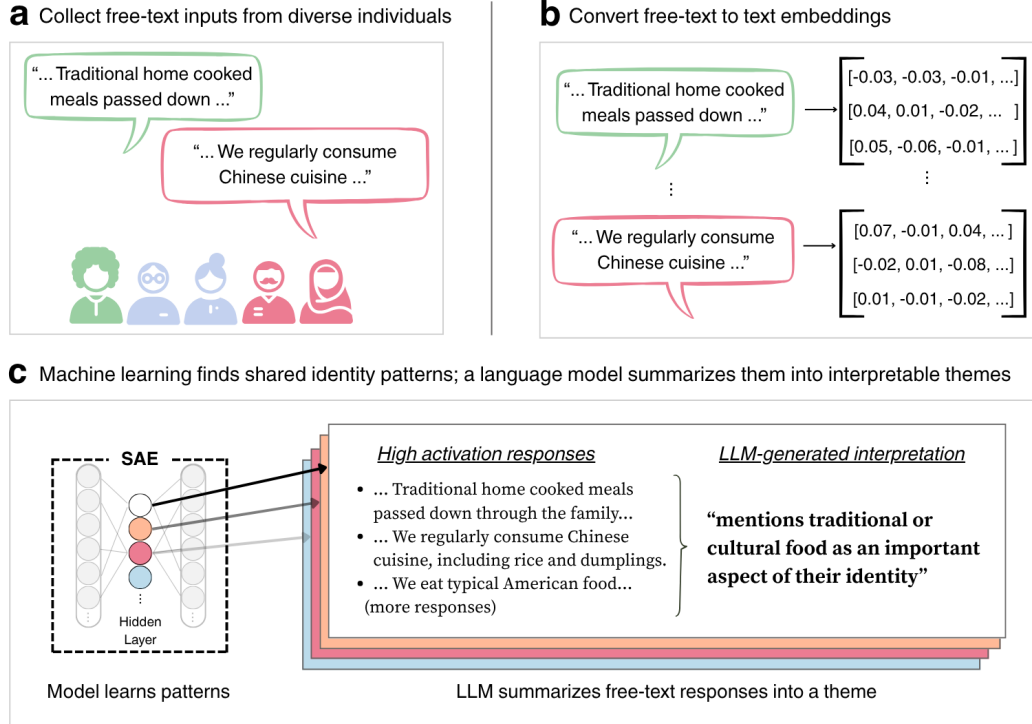 a Collect free-text inputs from diverse individuals
“... Traditional home cooked
meals passed down ...”
“... We regularly consume
Chinese cuisine ...”
b Convert free-text to text embeddings
“... Traditional home cooked
meals passed down ...”
[-0.03, -0.03, -0.01, ...]
[0.04, 0.01, -0.02, ... ]
[0.05, -0.06, -0.01, ... ]
⋮
⋮
“... We regularly consume
Chinese cuisine ...”
[0.07, -0.01, 0.04, ... ]
[-0.02, 0.01, -0.08, ...]
[0.01, -0.01, -0.02, ...]
c Machine learning finds shared identity patterns; a language model summarizes them into interpretable themes
SAE
⋮
Hidden
Layer
Model learns patterns
High activation responses
• ... Traditional home cooked meals
passed down through the family...
• ... We regularly consume Chinese
cuisine, including rice and dumplings.
• ... We eat typical American food...
(more responses)
LLM-generated interpretation
“mentions traditional or
cultural food as an important
aspect of their identity”
LLM summarizes free-text responses into a theme